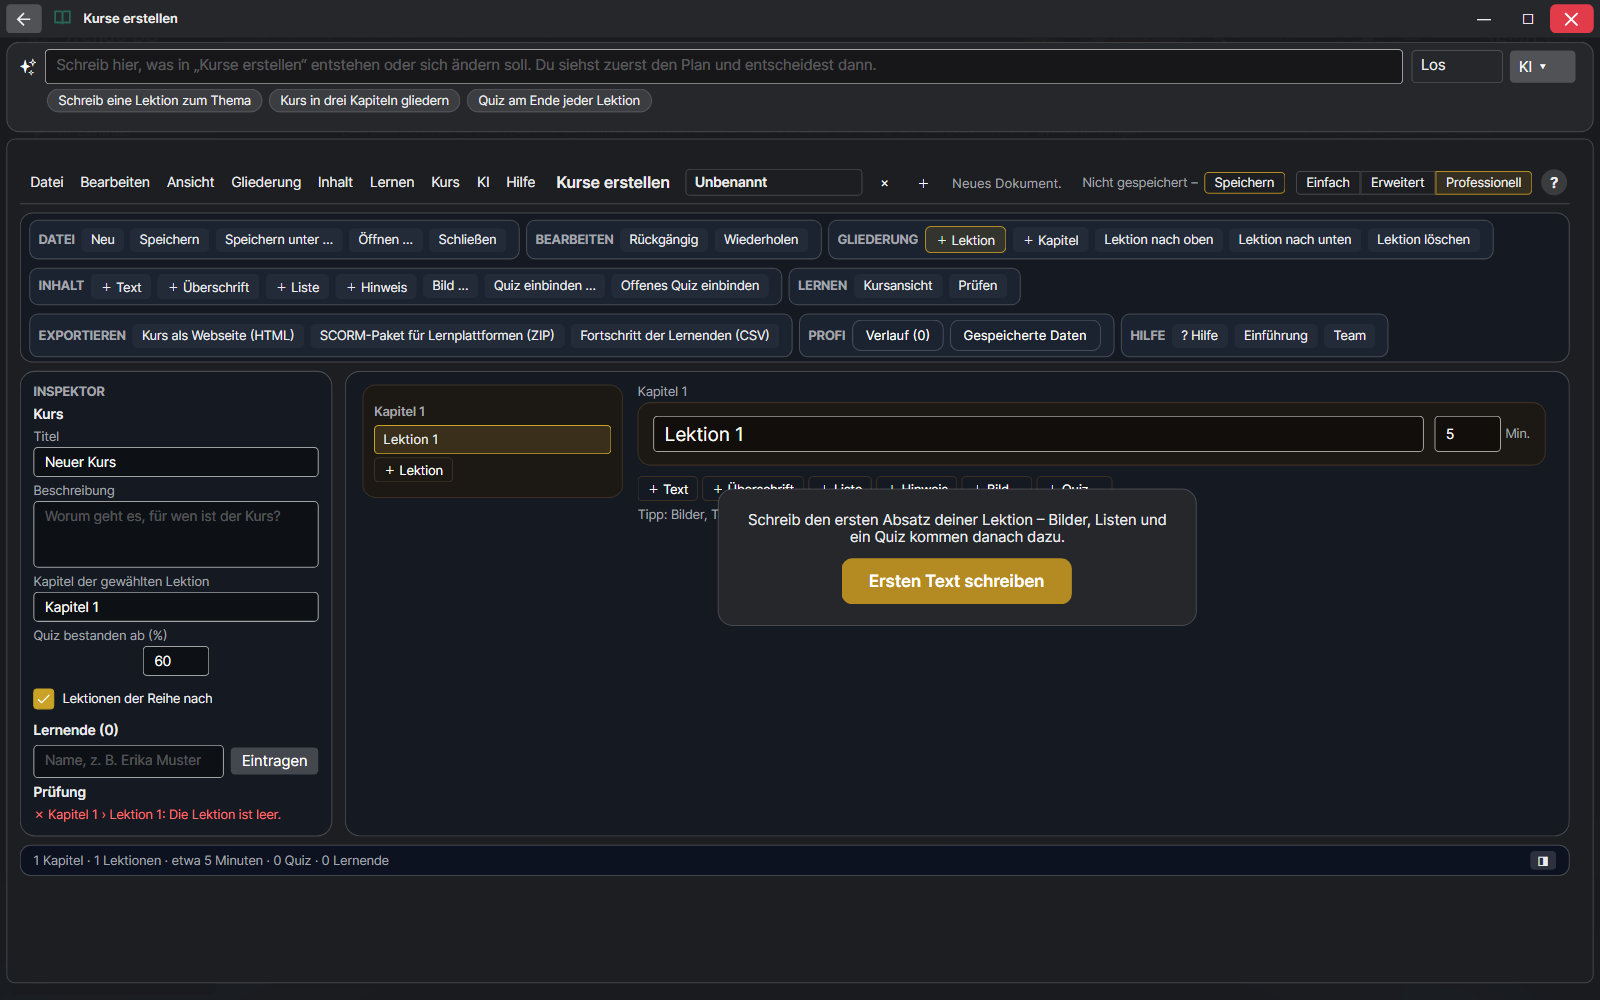 Kurse erstellen
Schreib hier, was in „Kurse erstellen“ entstehen oder sich ändern soll. Du siehst zuerst den Plan und entscheidest dann.
Los
KI ▾
Schreib eine Lektion zum Thema
Kurs in drei Kapiteln gliedern
Quiz am Ende jeder Lektion
Datei Bearbeiten Ansicht Gliederung Inhalt Lernen Kurs KI Hilfe Kurse erstellen Unbenannt × + Neues Dokument. Nicht gespeichert – Speichern Einfach Erweitert Professionell ?
DATEI Neu Speichern Speichern unter ... Öffnen ... Schließen BEARBEITEN Rückgängig Wiederholen GLIEDERUNG + Lektion + Kapitel Lektion nach oben Lektion nach unten Lektion löschen
INHALT + Text + Überschrift + Liste + Hinweis Bild ... Quiz einbinden ... Offenes Quiz einbinden LERNEN Kursansicht Prüfen
EXPORTIEREN Kurs als Webseite (HTML) SCORM-Paket für Lernplattformen (ZIP) Fortschritt der Lernenden (CSV) PROFI Verlauf (0) Gespeicherte Daten HILFE ? Hilfe Einführung Team
INSPEKTOR
Kurs
Titel
Neuer Kurs
Beschreibung
Worum geht es, für wen ist der Kurs?
Kapitel der gewählten Lektion
Kapitel 1
Quiz bestanden ab (%)
60
Lektionen der Reihe nach
Lernende (0)
Name, z. B. Erika Muster
Eintragen
Prüfung
× Kapitel 1 › Lektion 1: Die Lektion ist leer.
Kapitel 1
Lektion 1
+ Lektion
Kapitel 1
Lektion 1
5 Min.
+ Text + Überschrift + Liste + Hinweis + Bild + Quiz
Tipp: Bilder, T
Schreib den ersten Absatz deiner Lektion – Bilder, Listen und
ein Quiz kommen danach dazu.
Ersten Text schreiben
1 Kapitel · 1 Lektionen · etwa 5 Minuten · 0 Quiz · 0 Lernende